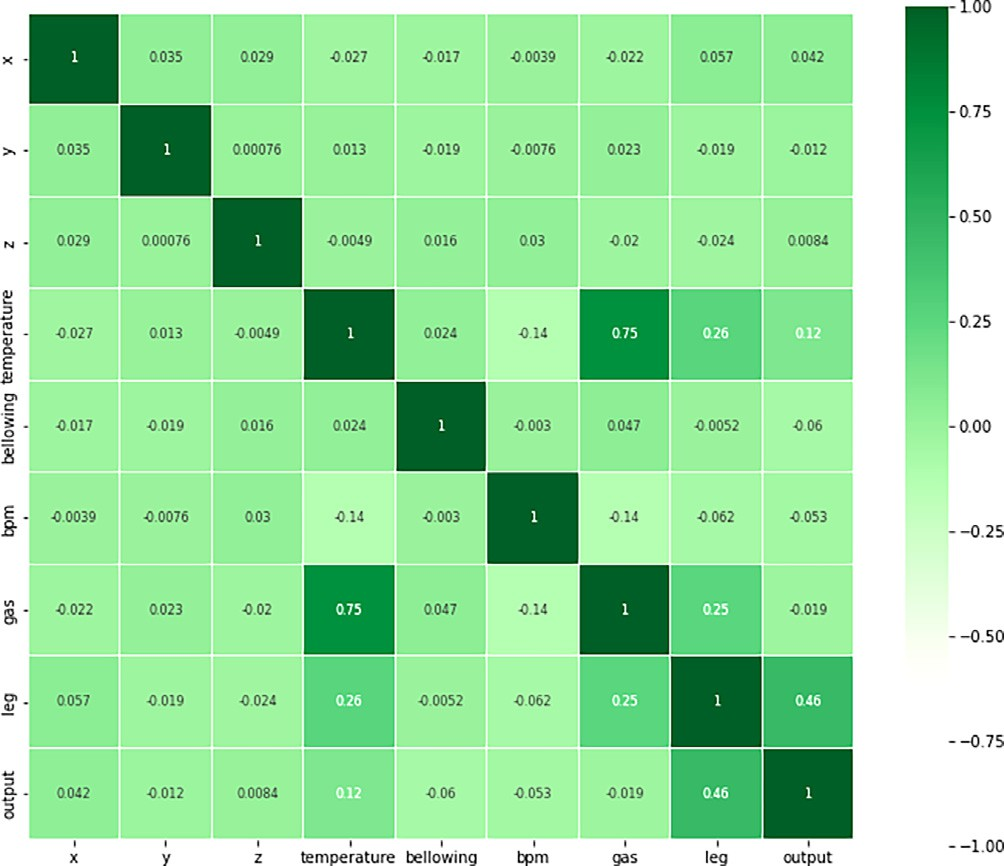 x 1 0.035 0.029 -0.027 -0.017 -0.0039 -0.022 0.057 0.042
y 0.035 1 0.00076 0.013 -0.019 -0.0076 0.023 -0.019 -0.012
z 0.029 0.00076 1 -0.0049 0.016 0.03 -0.02 -0.024 0.0084
temperature -0.027 0.013 -0.0049 1 0.024 -0.14 0.75 0.26 0.12
bellowing -0.017 -0.019 0.016 0.024 1 -0.003 0.047 -0.0052 -0.06
bpm -0.0039 -0.0076 0.03 -0.14 -0.003 1 -0.14 -0.062 -0.053
gas -0.022 0.023 -0.02 0.75 0.047 -0.14 1 0.25 -0.019
leg 0.057 -0.019 -0.024 0.26 -0.0052 -0.062 0.25 1 0.46
output 0.042 -0.012 0.0084 0.12 -0.06 -0.053 -0.019 0.46 1
x y z temperature bellowing bpm gas leg output
1.00
0.75
0.50
0.25
0.00
−0.25
−0.50
−0.75
−1.00